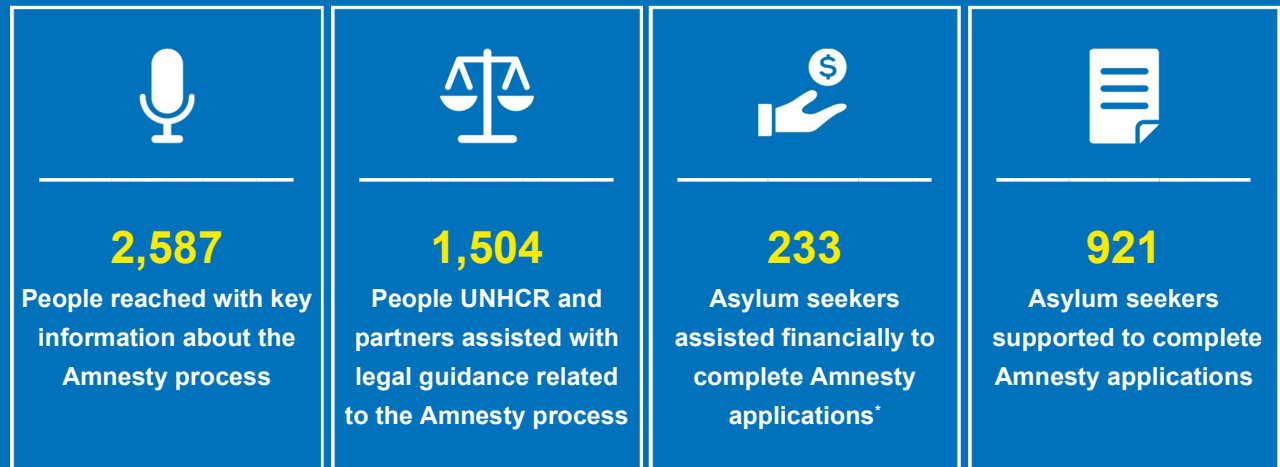 $
2,587
People reached with key
information about the
Amnesty process
1,504
People UNHCR and
partners assisted with
legal guidance related
to the Amnesty process
233
Asylum seekers
assisted financially to
complete Amnesty
applications*
921
Asylum seekers
supported to complete
Amnesty applications